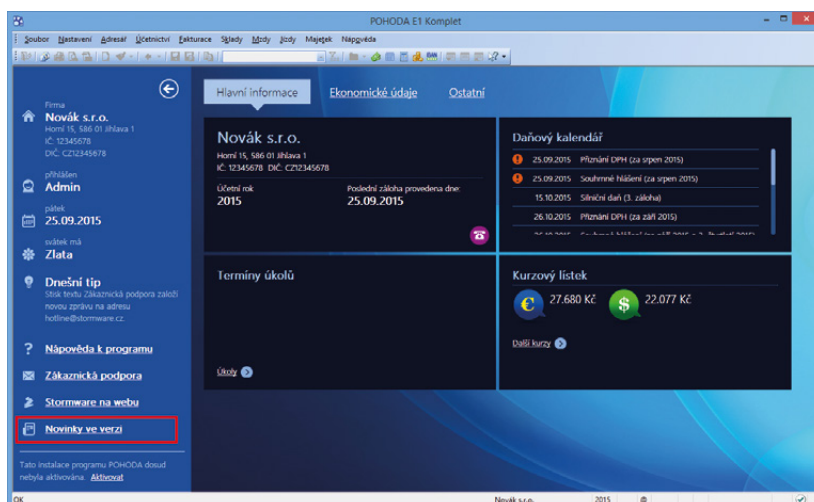 POHODA E1 Komplet
Soubor Nastavení Adresář Účetnictví Fakturace Sklady Mzdy Jízdy Majetek Nápověda
Firma
Novák s.r.o.
Horní 15, 586 01 Jihlava 1
IČ: 12345678
DIČ: CZ12345678
přihlášen
Admin
pátek
25.09.2015
svátek má
Zlata
Dnešní tip
Stisk textu Zákaznická podpora založí
novou zprávu na adresu
hotline@stormware.cz.
Nápověda k programu
Zákaznická podpora
Stormware na webu
Novinky ve verzi
Tato instalace programu POHODA dosud
nebyla aktivována. Aktivovat
Hlavní informace Ekonomické údaje Ostatní
Novák s.r.o.
Horní 15, 586 01 Jihlava 1
IČ: 12345678 DIČ: CZ12345678
Účetní rok Poslední záloha provedena dne:
2015 25.09.2015
Daňový kalendář
25.09.2015 Přiznání DPH (za srpen 2015)
25.09.2015 Souhrnné hlášení (za srpen 2015)
15.10.2015 Silniční daň (3. záloha)
26.10.2015 Přiznání DPH (za září 2015)
Termíny úkolů
Úkoly
Kurzový lístek
€ 27.680 Kč $ 22.077 Kč
Další kurzy
OK Novák s.r.o. 2015